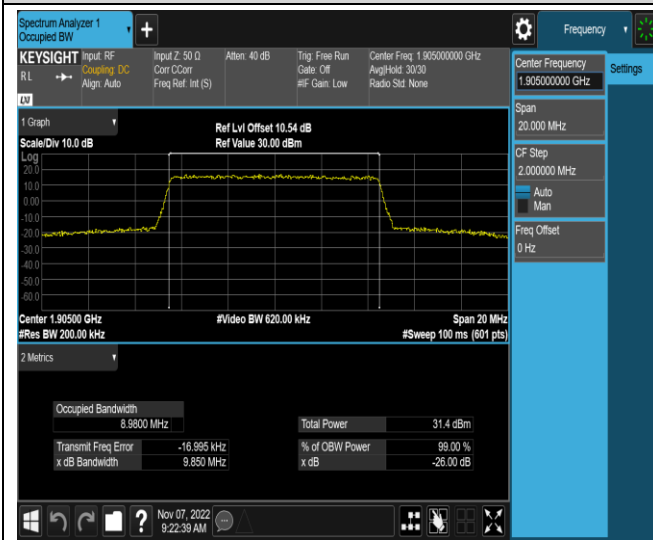 Spectrum Analyzer 1
Occupied BW
+
Frequency
KEYSIGHT
RL
LXI
Input: RF
Coupling: DC
Align: Auto
Input Z: 50 Ω
Corr CCorr
Freq Ref: Int (S)
Atten: 40 dB
Trig: Free Run
Gate: Off
#IF Gain: Low
Center Freq: 1.905000000 GHz
Avg|Hold: 30/30
Radio Std: None
Center Frequency
1.905000000 GHz
Settings
Span
20.000 MHz
CF Step
2.000000 MHz
Auto
Man
Freq Offset
0 Hz
1 Graph
Scale/Div 10.0 dB
Ref Lvl Offset 10.54 dB
Ref Value 30.00 dBm
Log
20.0
10.0
0.00
-10.0
-20.0
-30.0
-40.0
-50.0
-60.0
Center 1.90500 GHz
#Video BW 620.00 kHz
Span 20 MHz
#Res BW 200.00 kHz
#Sweep 100 ms (601 pts)
2 Metrics
Occupied Bandwidth
8.9800 MHz
Total Power 31.4 dBm
Transmit Freq Error -16.995 kHz
% of OBW Power 99.00 %
x dB Bandwidth 9.850 MHz
x dB -26.00 dB
?
Nov 07, 2022
9:22:39 AM